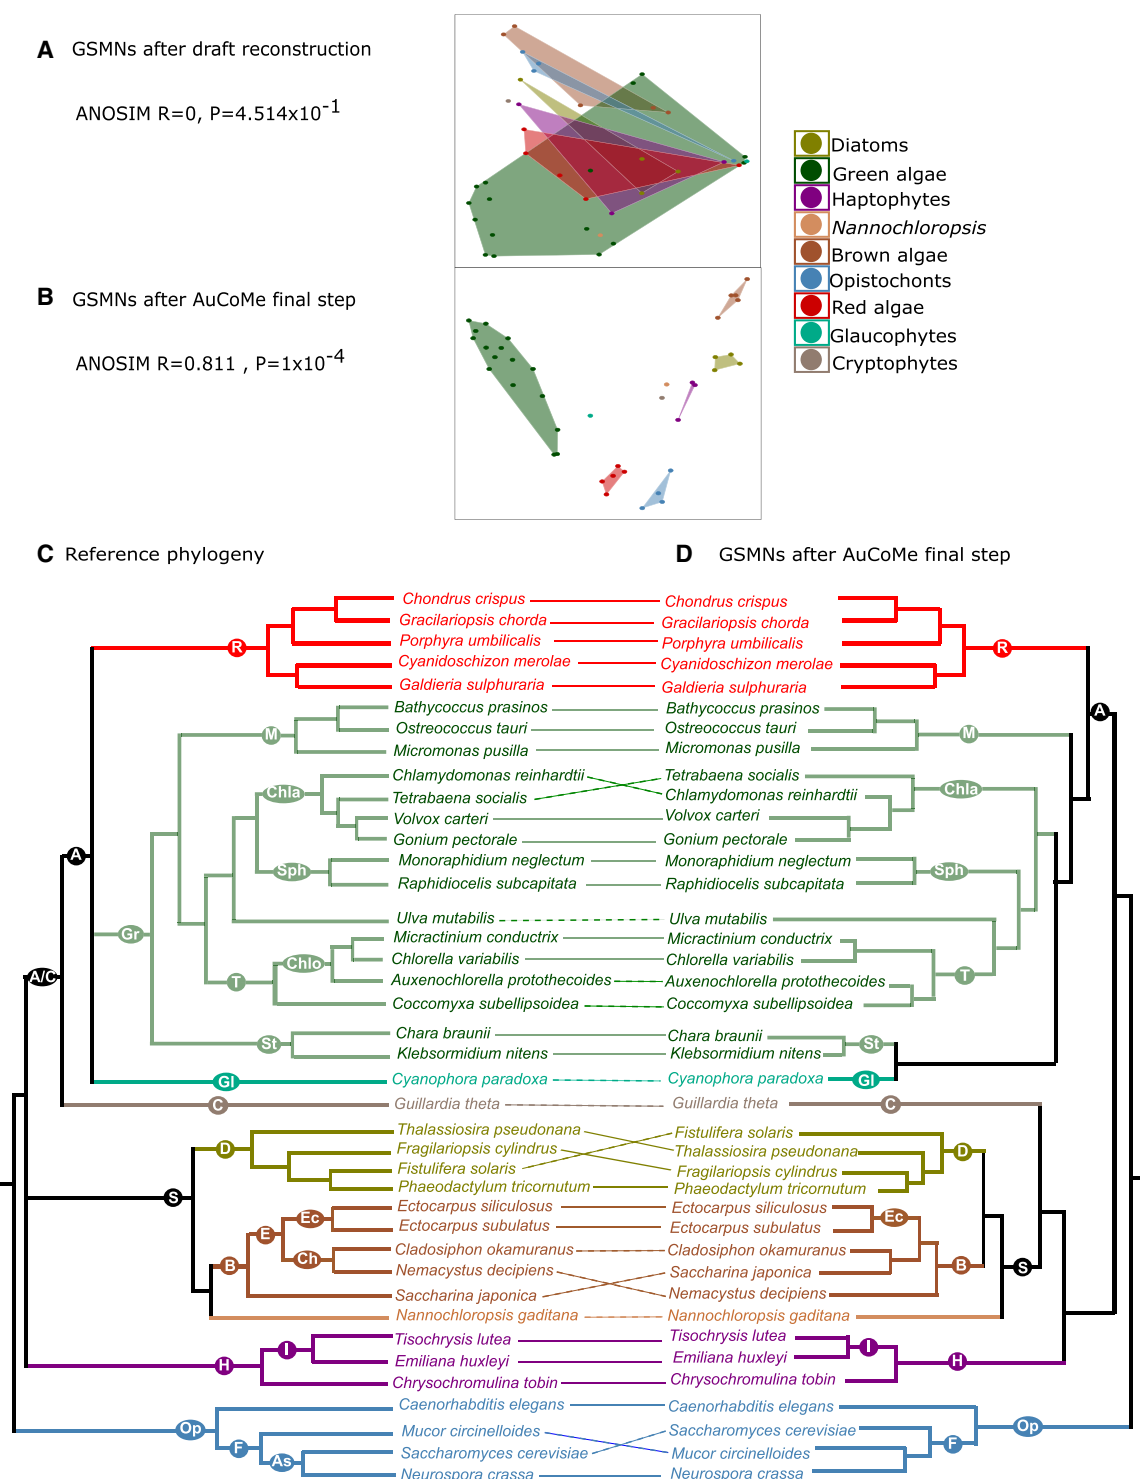 A GSMNs after draft reconstruction
ANOSIM R=0, P=4.514x10-1
Diatoms
Green algae
Haptophytes
Nannochloropsis
Brown algae
Opistochonts
Red algae
Glaucophytes
Cryptophytes
B GSMNs after AuCoMe final step
ANOSIM R=0.811 , P=1x10-4
C Reference phylogeny
D GSMNs after AuCoMe final step
Chondrus crispus
Gracilariopsis chorda
Porphyra umbilicalis
Cyanidoschizon merolae
Galdieria sulphuraria
Bathycoccus prasinos
Ostreococcus tauri
Micromonas pusilla
Chlamydomonas reinhardtii
Tetrabaena socialis
Volvox carteri
Gonium pectorale
Monoraphidium neglectum
Raphidiocelis subcapitata
Ulva mutabilis
Micractinium conductrix
Chlorella variabilis
Auxenochlorella protothecoides
Coccomyxa subellipsoidea
Chara braunii
Klebsormidium nitens
Cyanophora paradoxa
Guillardia theta
Thalassiosira pseudonana
Fragilariopsis cylindrus
Fistulifera solaris
Phaeodactylum tricornutum
Ectocarpus siliculosus
Ectocarpus subulatus
Cladosiphon okamuranus
Nemacystus decipiens
Saccharina japonica
Nannochloropsis gaditana
Tisochrysis lutea
Emiliana huxleyi
Chrysochromulina tobin
Caenorhabditis elegans
Mucor circinelloides
Saccharomyces cerevisiae
Neurospora crassa
R
M
Chla
Sph
A
Gr
Chlo
T
A/C
St
Gl
C
D
S
Ec
E
Ch
B
I
H
Op
F
As
Chondrus crispus
Gracilariopsis chorda
Porphyra umbilicalis
Cyanidoschizon merolae
Galdieria sulphuraria
Bathycoccus prasinos
Ostreococcus tauri
Micromonas pusilla
Tetrabaena socialis
Chlamydomonas reinhardtii
Volvox carteri
Gonium pectorale
Monoraphidium neglectum
Raphidiocelis subcapitata
Ulva mutabilis
Micractinium conductrix
Chlorella variabilis
Auxenochlorella protothecoides
Coccomyxa subellipsoidea
Chara braunii
Klebsormidium nitens
Cyanophora paradoxa
Guillardia theta
Fistulifera solaris
Thalassiosira pseudonana
Fragilariopsis cylindrus
Phaeodactylum tricornutum
Ectocarpus siliculosus
Ectocarpus subulatus
Cladosiphon okamuranus
Saccharina japonica
Nemacystus decipiens
Nannochloropsis gaditana
Tisochrysis lutea
Emiliana huxleyi
Chrysochromulina tobin
Caenorhabditis elegans
Saccharomyces cerevisiae
Mucor circinelloides
Neurospora crassa
R
A
M
Chla
Sph
T
St
Gl
C
D
Ec
B
S
I
H
Op
F